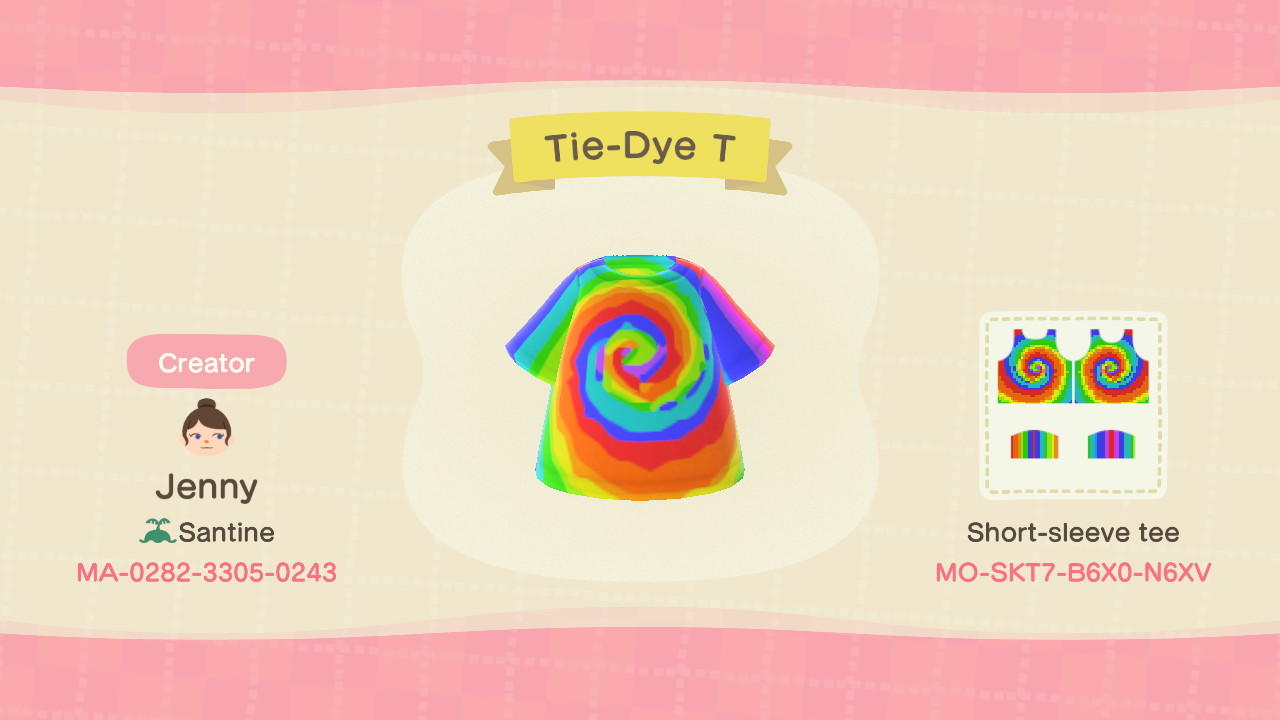 Tie-Dye T
Creator
Jenny
Santine
MA-0282-3305-0243
Short-sleeve tee
MO-SKT7-B6X0-N6XV